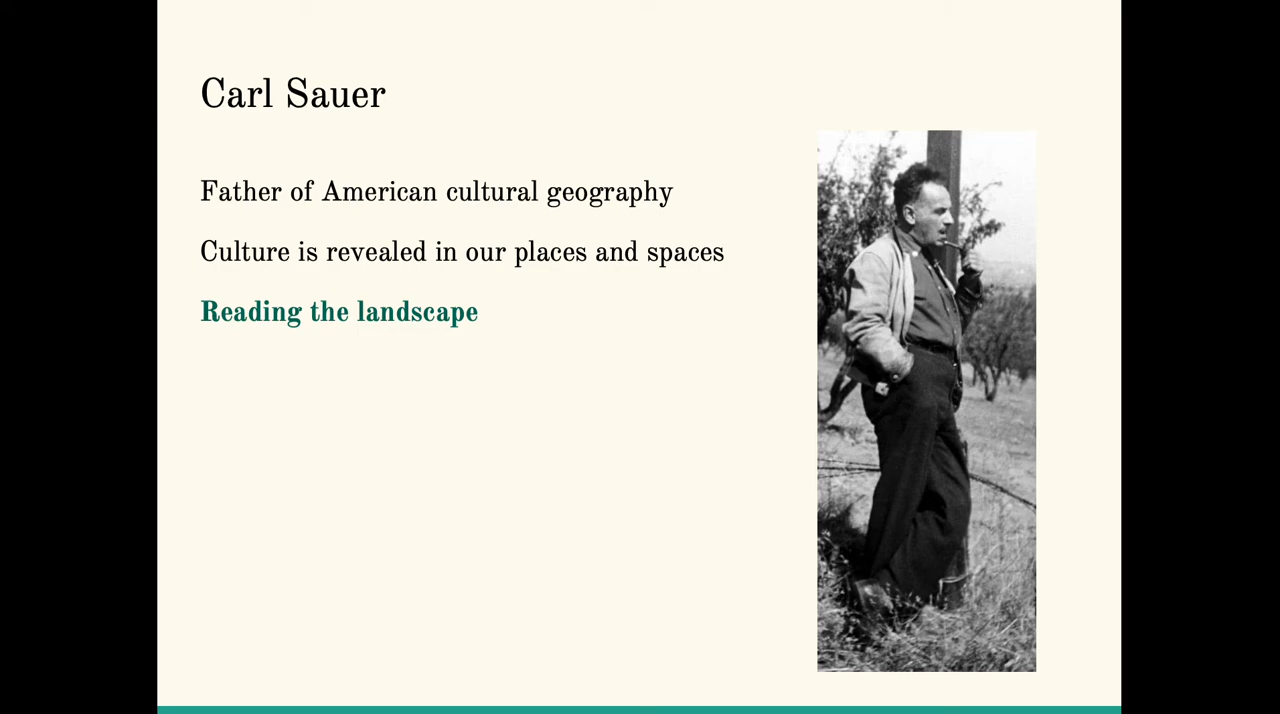 Carl Sauer
Father of American cultural geography
Culture is revealed in our places and spaces
Reading the landscape